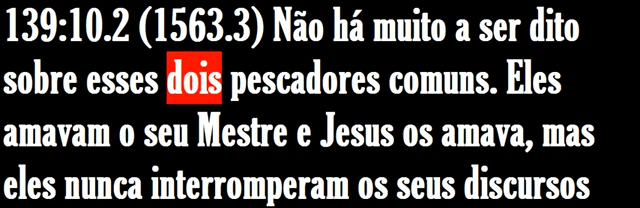 139:10.2 (1563.3) Não há muito a ser dito
sobre esses dois pescadores comuns. Eles
amavam o seu Mestre e Jesus os amava, mas
eles nunca interromperam os seus discursos